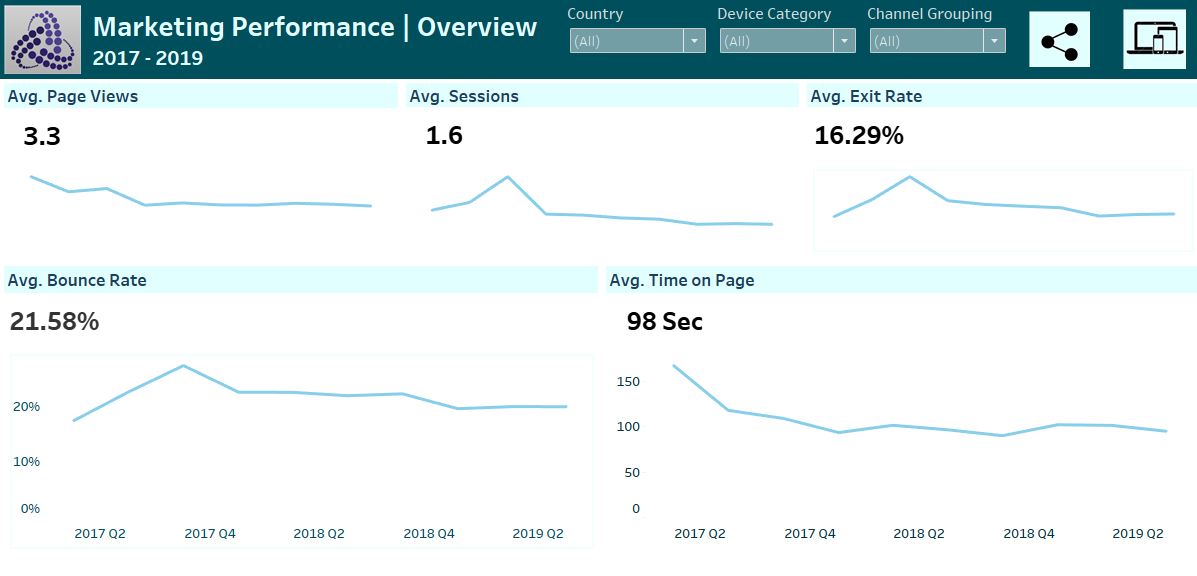 Marketing Performance | Overview
2017 - 2019
Country
Device Category
Channel Grouping
(All)
(All)
(All)
Avg. Page Views
3.3
Avg. Sessions
1.6
Avg. Exit Rate
16.29%
Avg. Bounce Rate
21.58%
20%
10%
0%
2017 Q2
2017 Q4
2018 Q2
2018 Q4
2019 Q2
Avg. Time on Page
98 Sec
150
100
50
0
2017 Q2
2017 Q4
2018 Q2
2018 Q4
2019 Q2